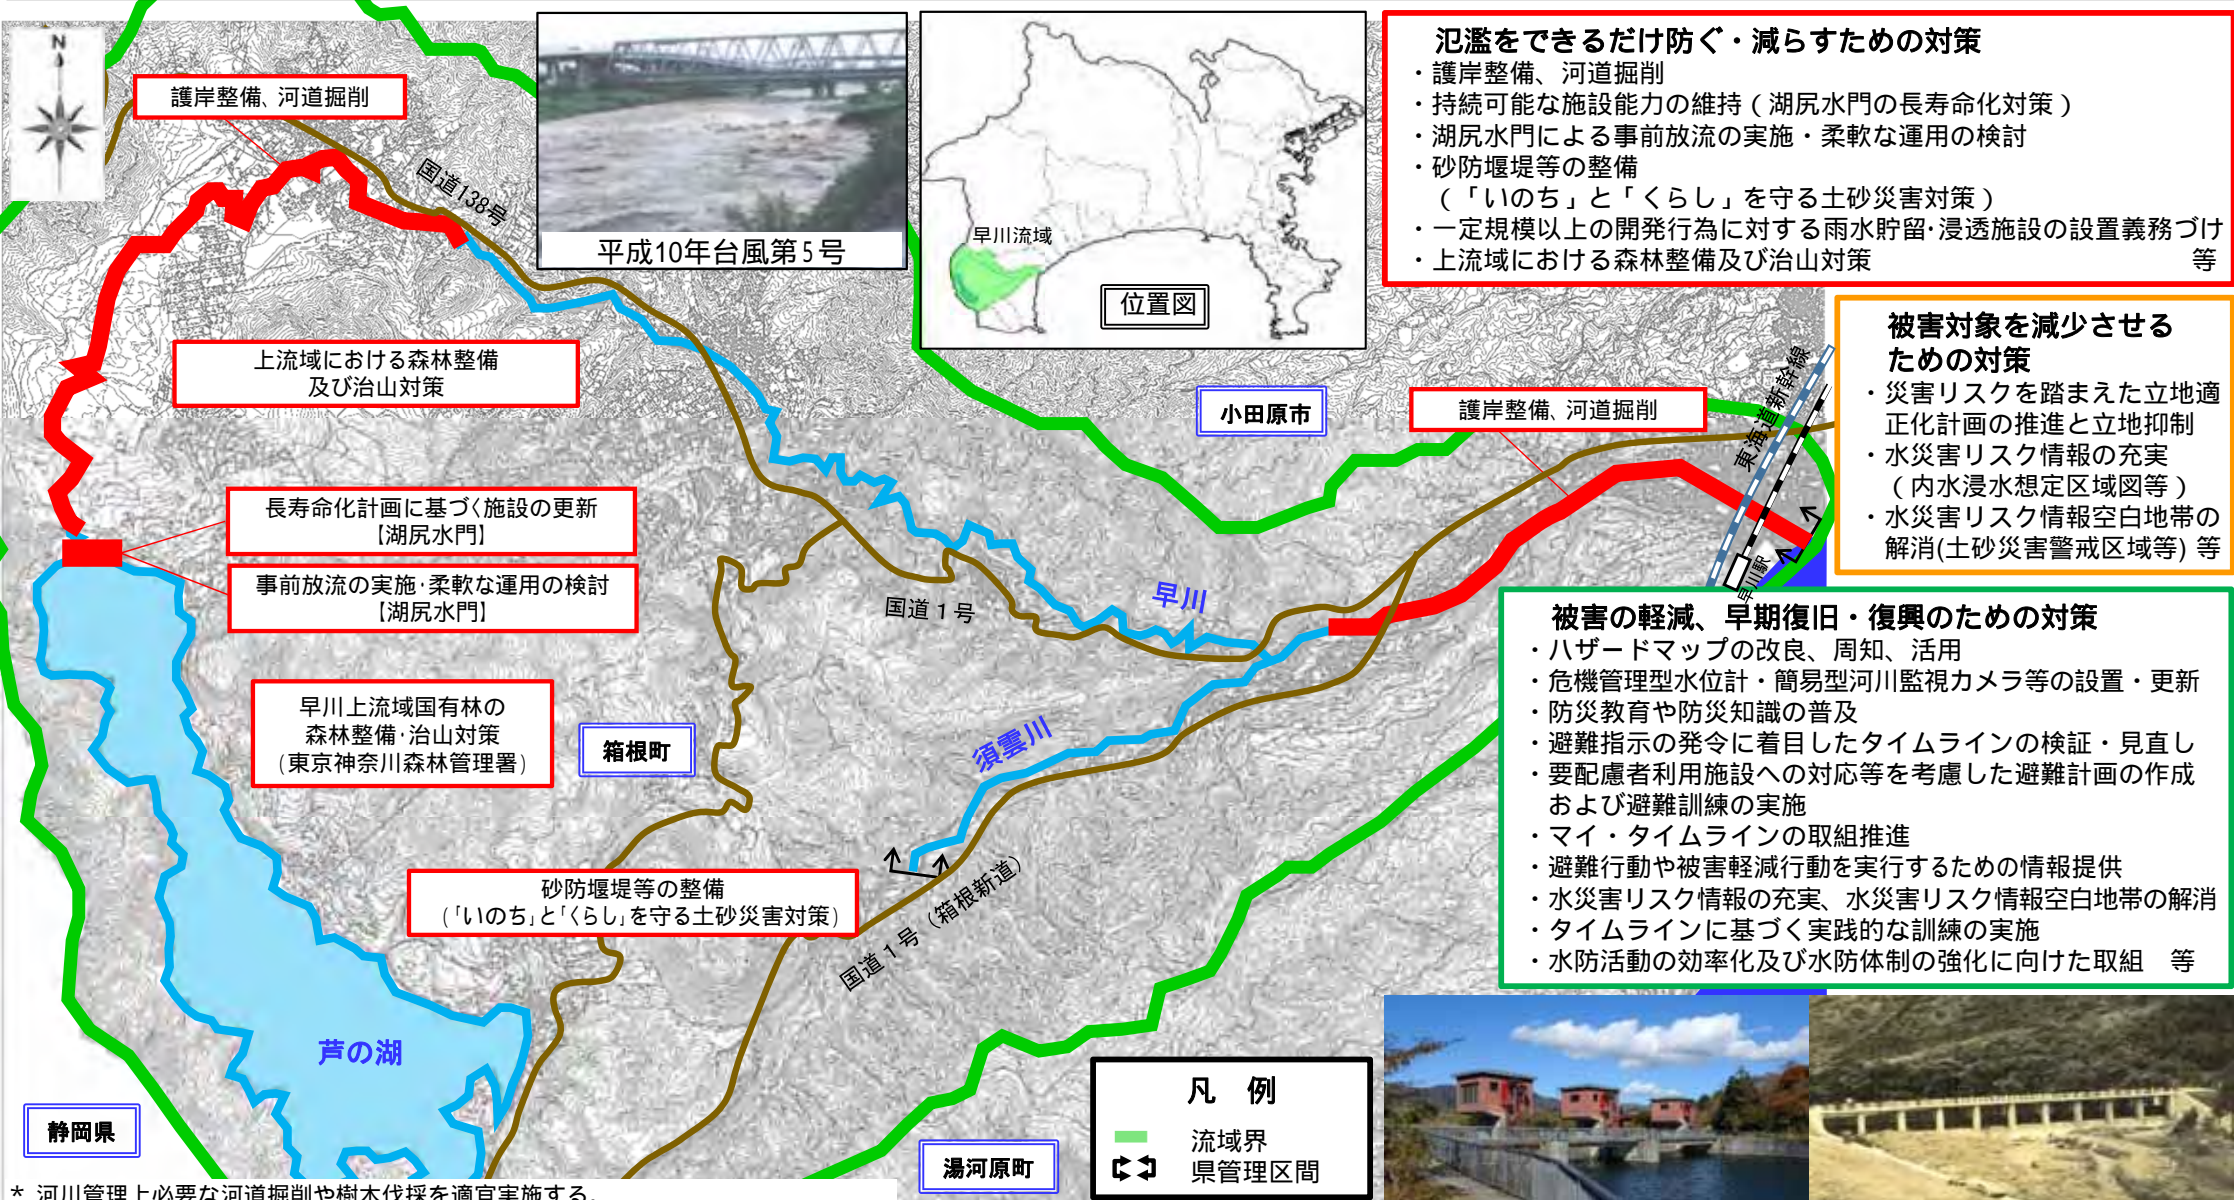 N
護岸整備、河道掘削
国道138号
平成10年台風第5号
早川流域
位置図
氾濫をできるだけ防ぐ・減らすための対策
・護岸整備、河道掘削
・持続可能な施設能力の維持（湖尻水門の長寿命化対策）
・湖尻水門による事前放流の実施・柔軟な運用の検討
・砂防堰堤等の整備
（「いのち」と「くらし」を守る土砂災害対策）
・一定規模以上の開発行為に対する雨水貯留・浸透施設の設置義務づけ
・上流域における森林整備及び治山対策　等
被害対象を減少させる
ための対策
・災害リスクを踏まえた立地適
正化計画の推進と立地抑制
・水災害リスク情報の充実
（内水浸水想定区域図等）
・水災害リスク情報空白地帯の
解消(土砂災害警戒区域等) 等
上流域における森林整備
及び治山対策
小田原市
護岸整備、河道掘削
東海道新幹線
早川駅
長寿命化計画に基づく施設の更新
【湖尻水門】
事前放流の実施・柔軟な運用の検討
【湖尻水門】
国道１号
早川
被害の軽減、早期復旧・復興のための対策
・ハザードマップの改良、周知、活用
・危機管理型水位計・簡易型河川監視カメラ等の設置・更新
・防災教育や防災知識の普及
・避難指示の発令に着目したタイムラインの検証・見直し
・要配慮者利用施設への対応等を考慮した避難計画の作成
および避難訓練の実施
・マイ・タイムラインの取組推進
・避難行動や被害軽減行動を実行するための情報提供
・水災害リスク情報の充実、水災害リスク情報空白地帯の解消
・タイムラインに基づく実践的な訓練の実施
・水防活動の効率化及び水防体制の強化に向けた取組　等
早川上流域国有林の
森林整備・治山対策
(東京神奈川森林管理署)
箱根町
須雲川
砂防堰堤等の整備
(「いのち」と「くらし」を守る土砂災害対策)
国道１号（箱根新道）
芦の湖
静岡県
湯河原町
凡　例
流域界
県管理区間
* 河川管理上必要な河道掘削や樹木伐採を適宜実施する。